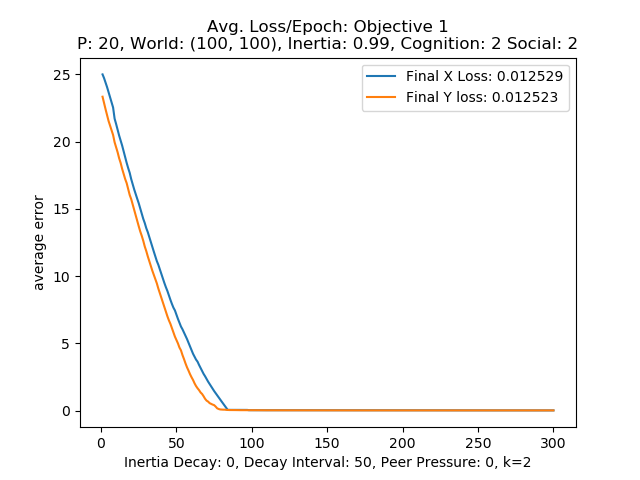 Avg. Loss/Epoch: Objective 1
P: 20, World: (100, 100), Inertia: 0.99, Cognition: 2 Social: 2
Final X Loss: 0.012529
Final Y loss: 0.012523
average error
25
20
15
10
5
0
0 50 100 150 200 250 300
Inertia Decay: 0, Decay Interval: 50, Peer Pressure: 0, k=2